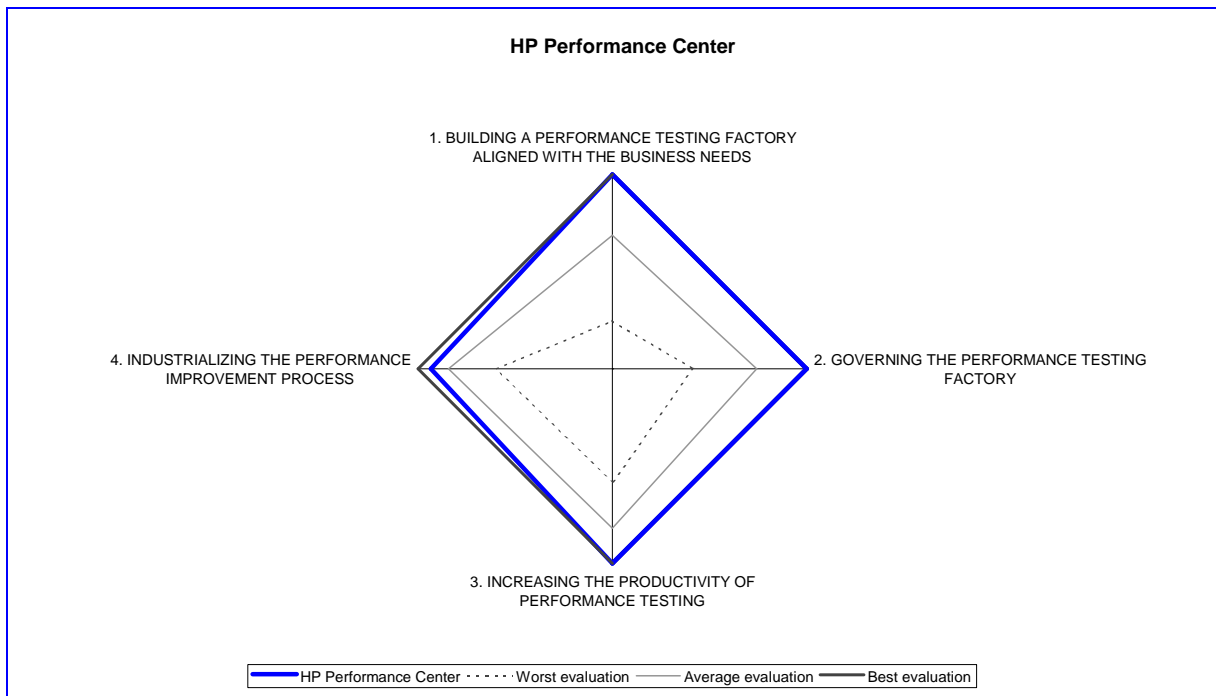 HP Performance Center
1. BUILDING A PERFORMANCE TESTING FACTORY
ALIGNED WITH THE BUSINESS NEEDS
4. INDUSTRIALIZING THE PERFORMANCE
IMPROVEMENT PROCESS
2. GOVERNING THE PERFORMANCE TESTING
FACTORY
3. INCREASING THE PRODUCTIVITY OF
PERFORMANCE TESTING
HP Performance Center Worst evaluation Average evaluation Best evaluation